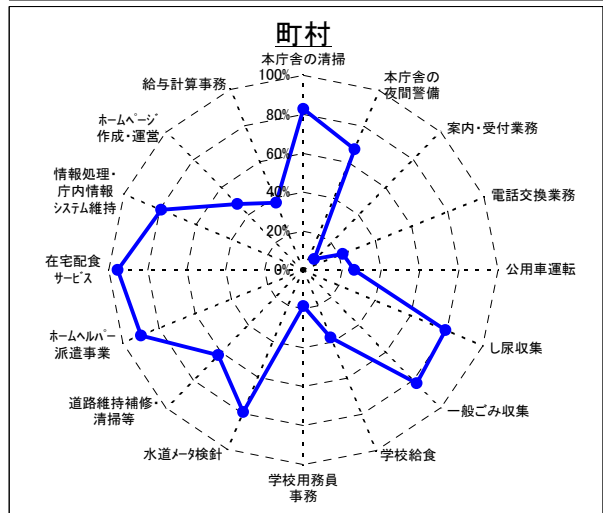 町村
本庁舎の清掃
本庁舎の
夜間警備
案内・受付業務
電話交換業務
公用車運転
し尿収集
一般ごみ収集
学校給食
学校用務員
事務
水道メータ検針
道路維持補修・
清掃等
ホームヘルパー
派遣事業
在宅配食
サービス
情報処理・
庁内情報
システム維持
ホームページ
作成・運営
給与計算事務
100%
80%
60%
40%
20%
0%